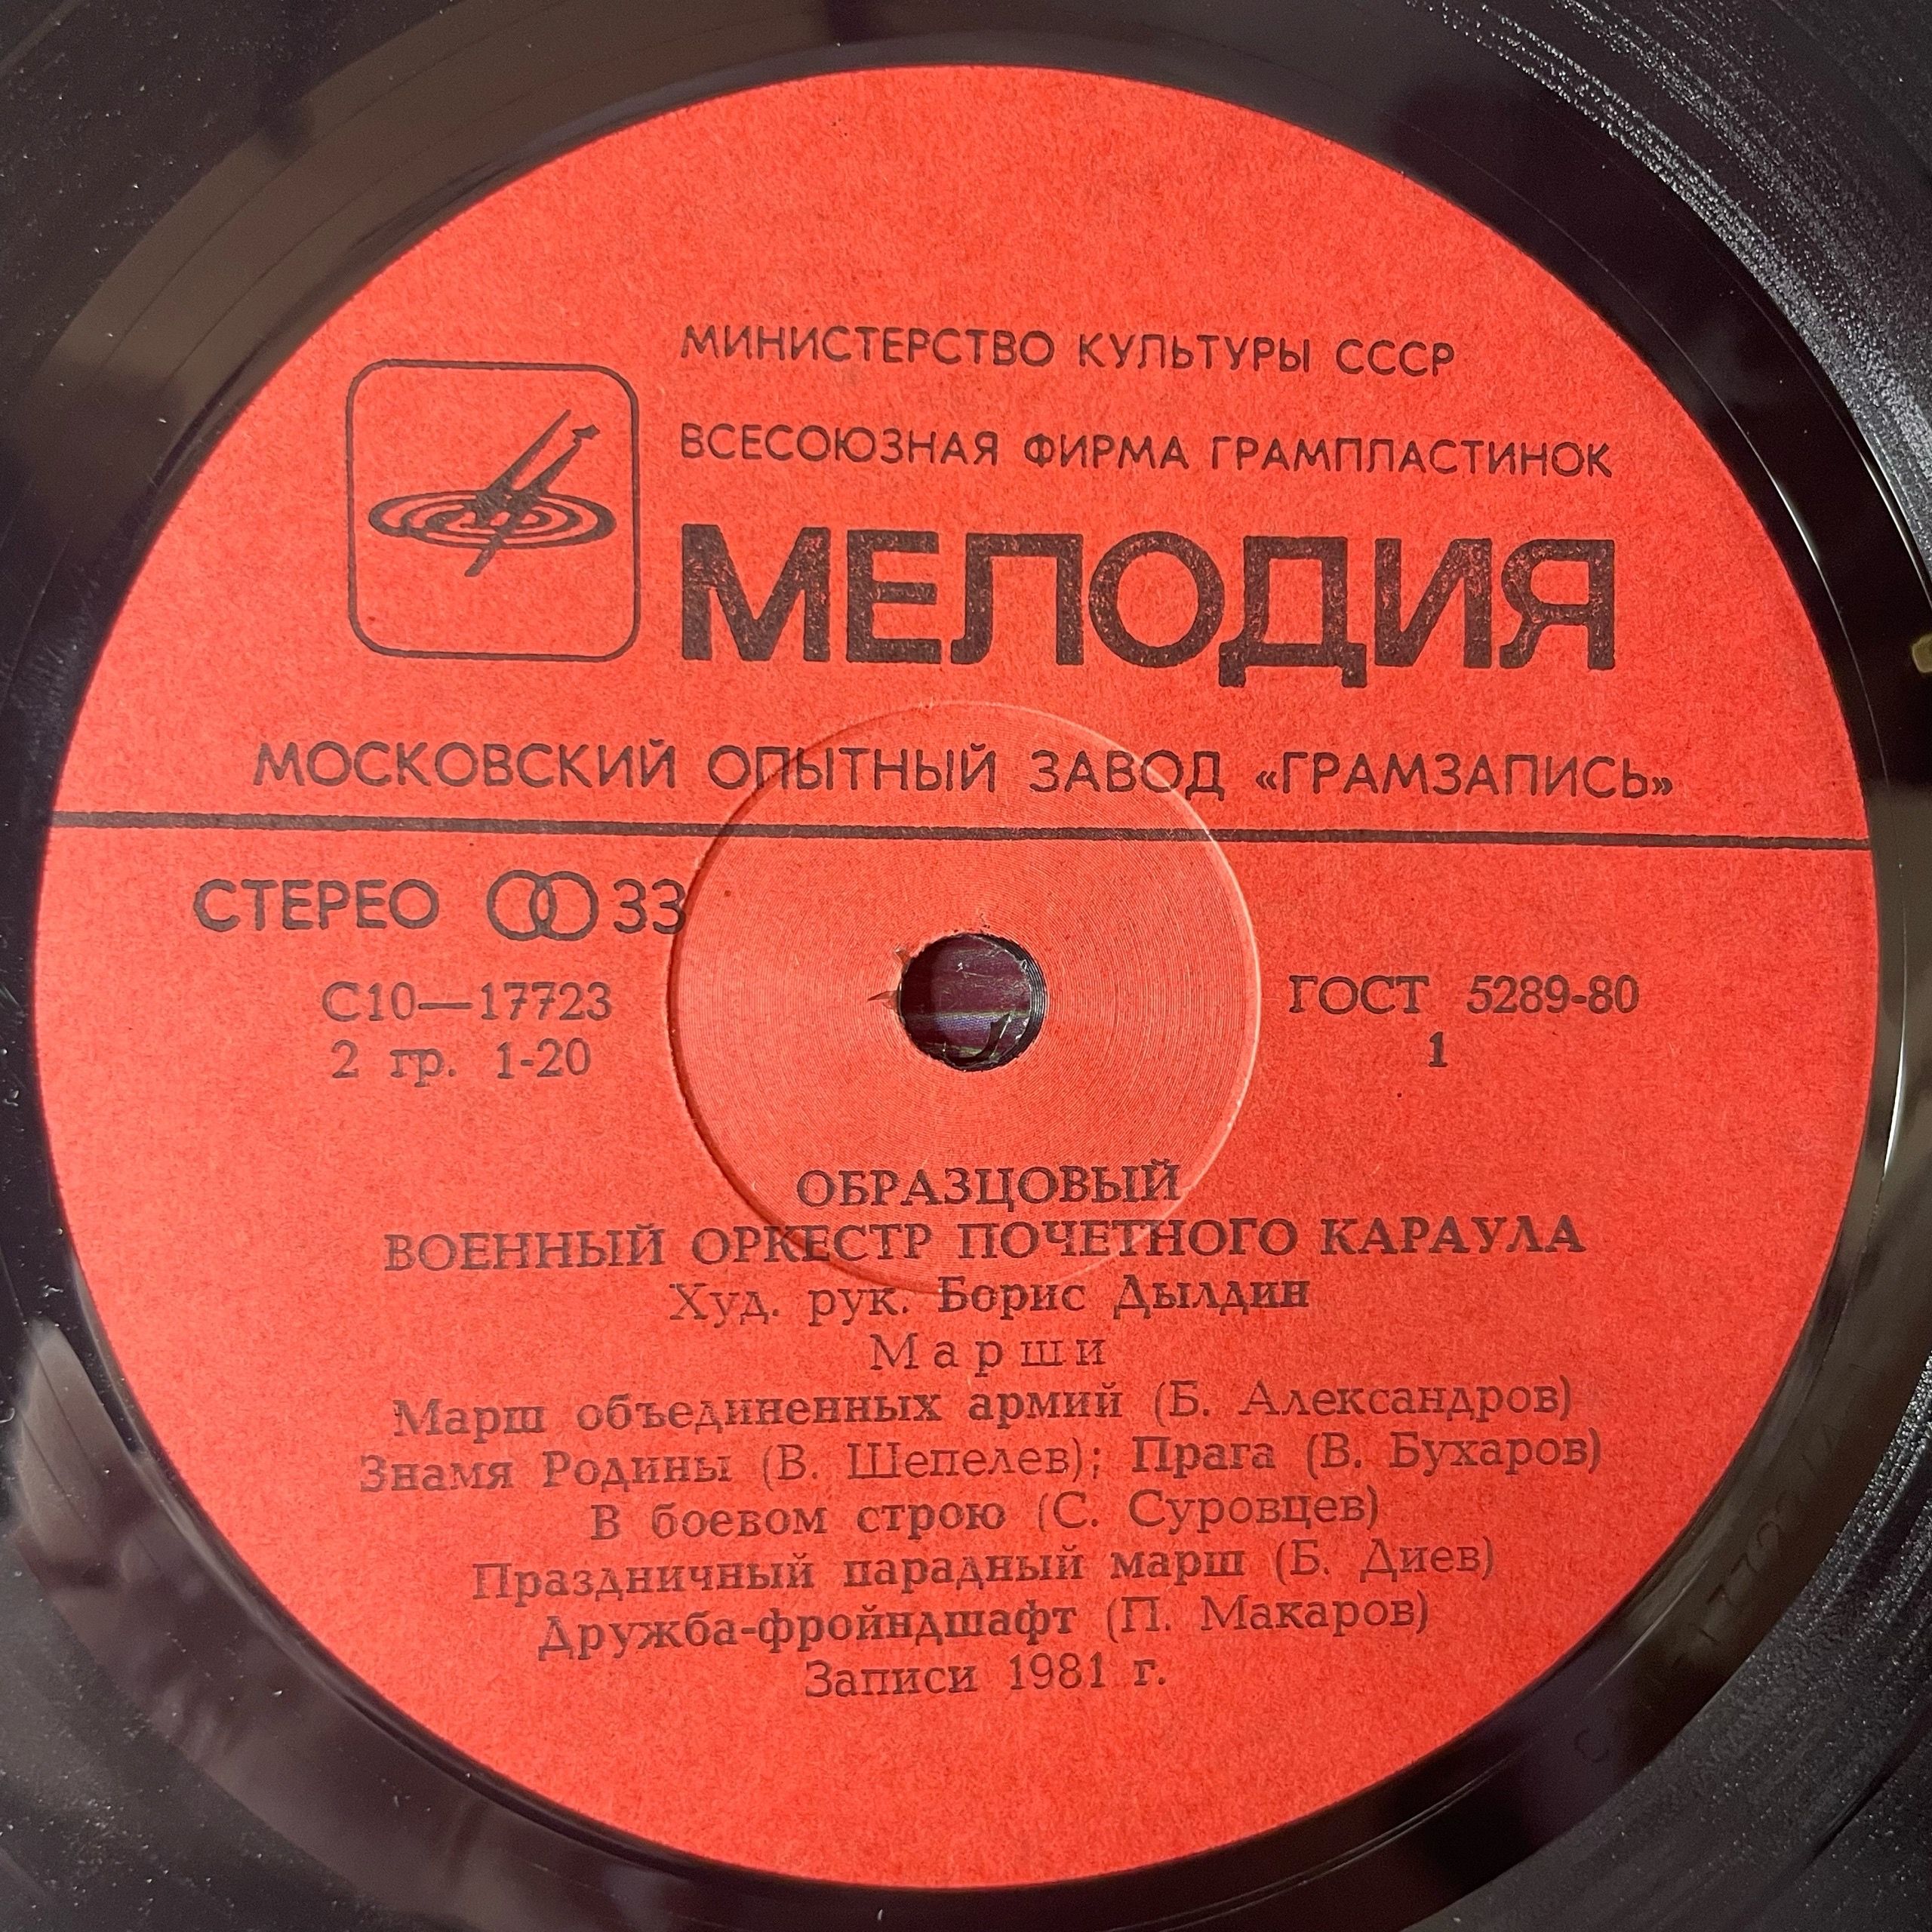 МИНИСТЕРСТВО КУЛЬТУРЫ СССР
ВСЕСОЮЗНАЯ ФИРМА ГРАМПЛАСТИНОК
МЕЛОДИЯ
МОСКОВСКИЙ ОПЫТНЫЙ ЗАВОД «ГРАМЗАПИСЬ»
СТЕРЕО 33
С10—17723
2 гр. 1-20
ГОСТ 5289-80
1
ОБРАЗЦОВЫЙ
ВОЕННЫЙ ОРКЕСТР ПОЧЕТНОГО КАРАУЛА
Худ. рук. Борис Дылдин
Марши
Марш объединенных армий (Б. Александров)
Знамя Родины (В. Шепелев); Прага (В. Бухаров)
В боевом строю (С. Суровцев)
Праздничный парадный марш (Б. Диев)
Дружба-фройндшафт (П. Макаров)
Записи 1981 г.